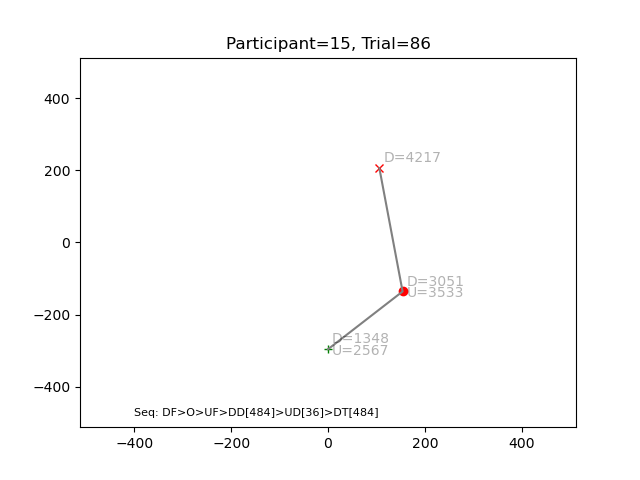 Participant=15, Trial=86
400
200
0
−200
−400
D=4217
D=3051
U=3533
D=1348
U=2567
Seq: DF>O>UF>DD[484]>UD[36]>DT[484]
−400
−200
0
200
400